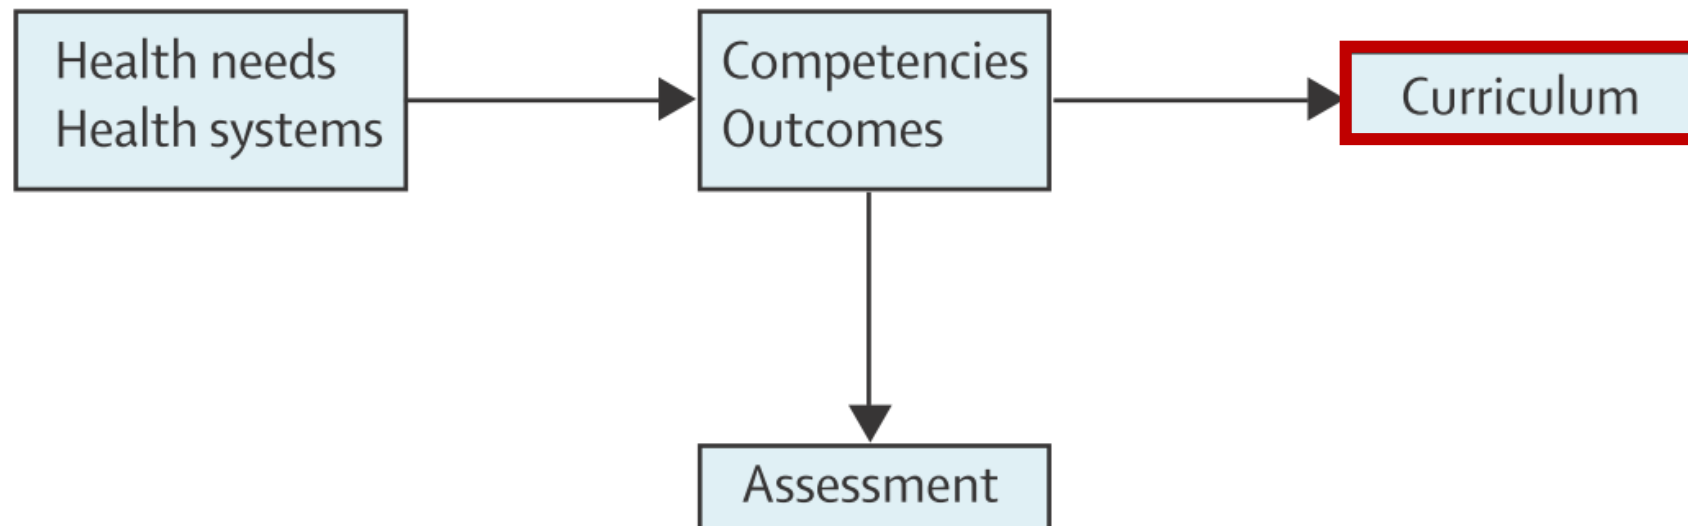 Health needs
Health systems
Competencies
Outcomes
Curriculum
Assessment